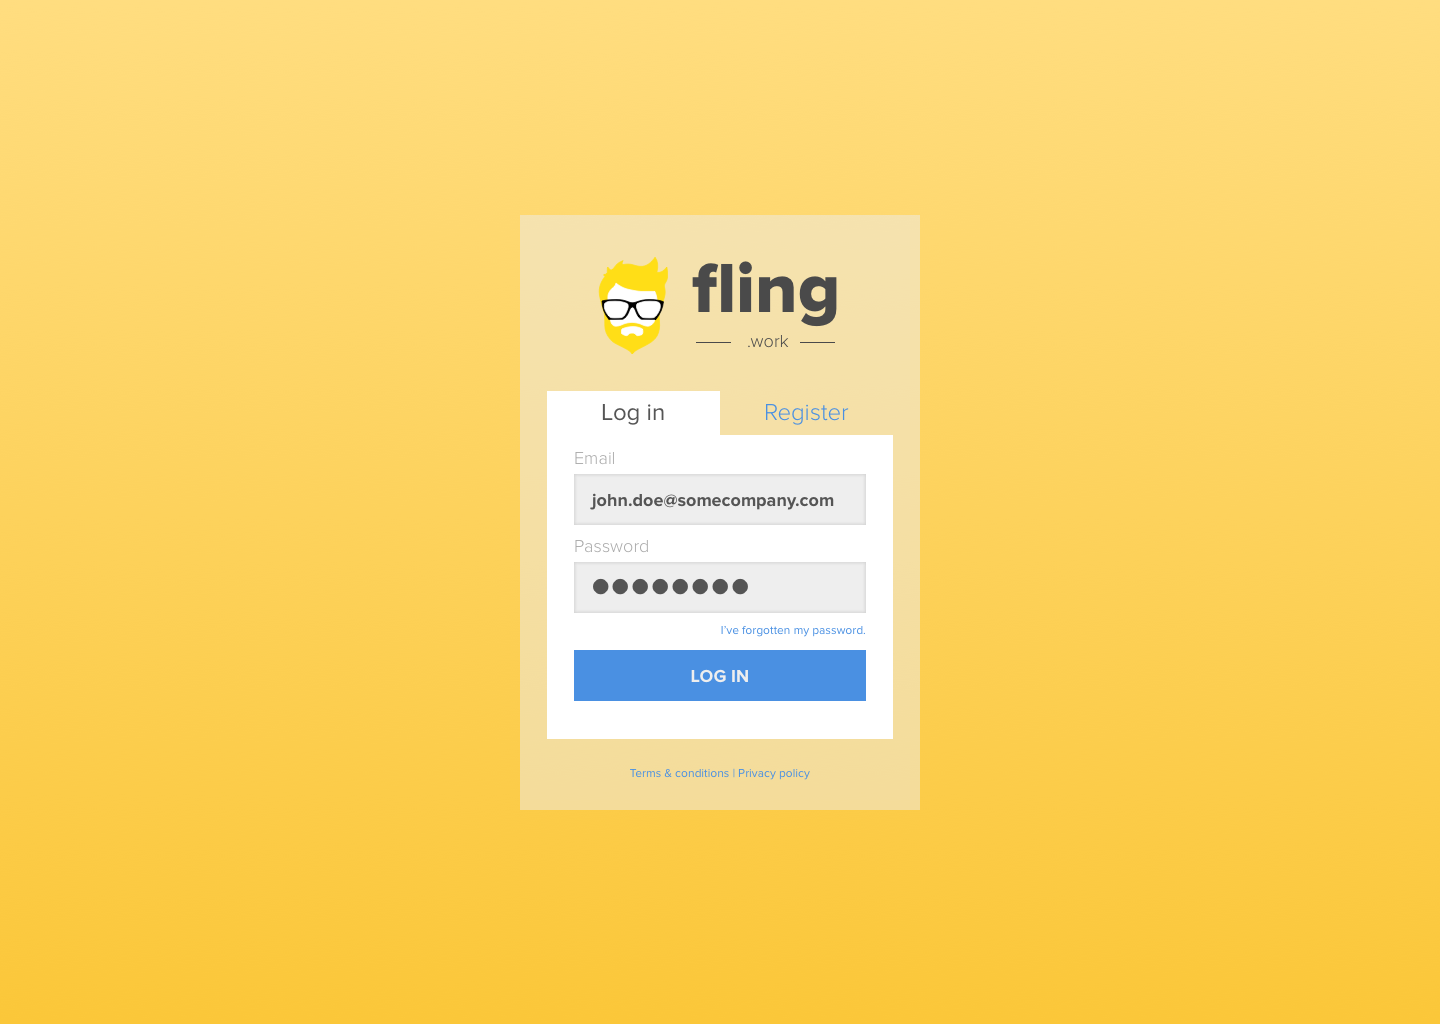 fling
.work
Log in Register
Email
john.doe@somecompany.com
Password
●●●●●●●●
I've forgotten my password.
LOG IN
Terms & conditions | Privacy policy